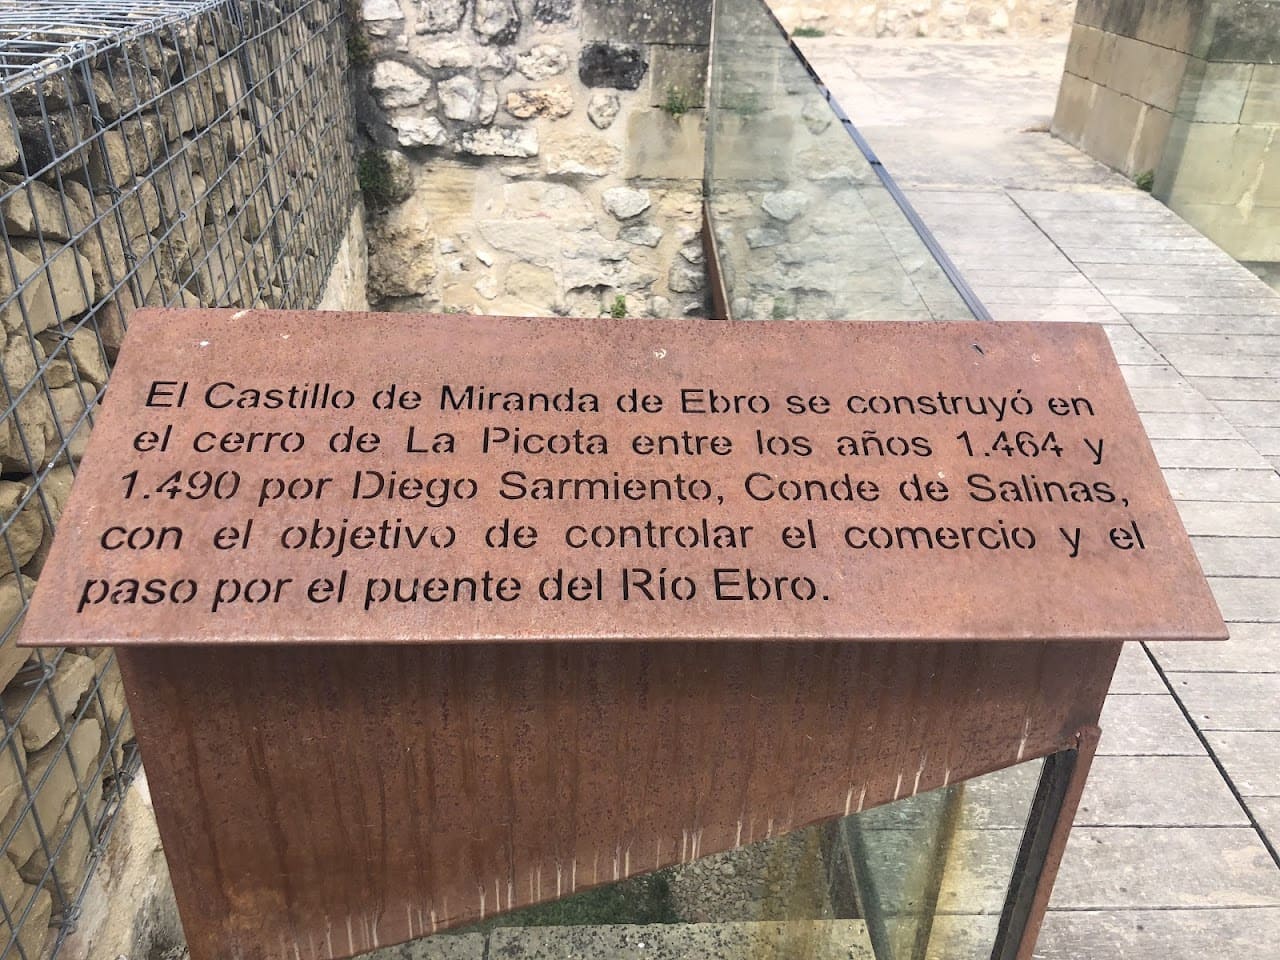 El Castillo de Miranda de Ebro se construyó en
el cerro de La Picota entre los años 1.464 y
1.490 por Diego Sarmiento, Conde de Salinas,
con el objetivo de controlar el comercio y el
paso por el puente del Río Ebro.